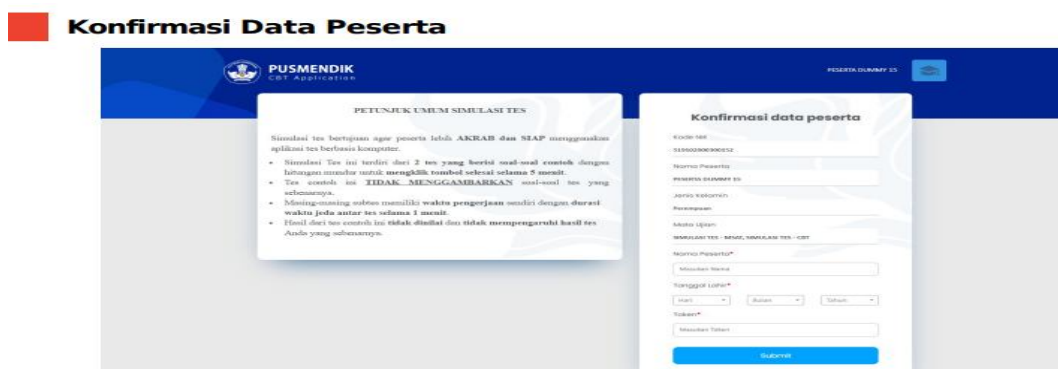 Konfirmasi Data Peserta
PUSMENDIK
CBT Application
PESERTA DUMMY 15
PETUNJUK UMUM SIMULASI TES
Simulasi tes bertujuan agar peserta lebih AKRAB dan SIAP menggunakan
aplikasi tes berbasis komputer.
• Simulasi Tes ini terdiri dari 2 tes yang berisi soal-soal contoh dengan
hitungan mundur untuk mengklik tombol selesai selama 5 menit.
• Tes contoh ini TIDAK MENGGAMBARKAN soal-soal tes yang
sebenarnya.
• Masing-masing subtes memiliki waktu pengerjaan sendiri dengan durasi
waktu jeda antar tes selama 1 menit.
• Hasil dari tes contoh ini tidak dinilai dan tidak mempengaruhi hasil tes
Anda yang sebenarnya.
Konfirmasi data peserta
Kode NIK
Nama Peserta
PESERTA DUMMY 15
Jenis Kelamin
Perempuan
Mata Ujian
SIMULASI TES - SIMULASI TES - CBT
Nama Peserta*
Masukan Nama
Tanggal Lahir*
Hari
Bulan
Tahun
Token*
Masukan Token
Submit